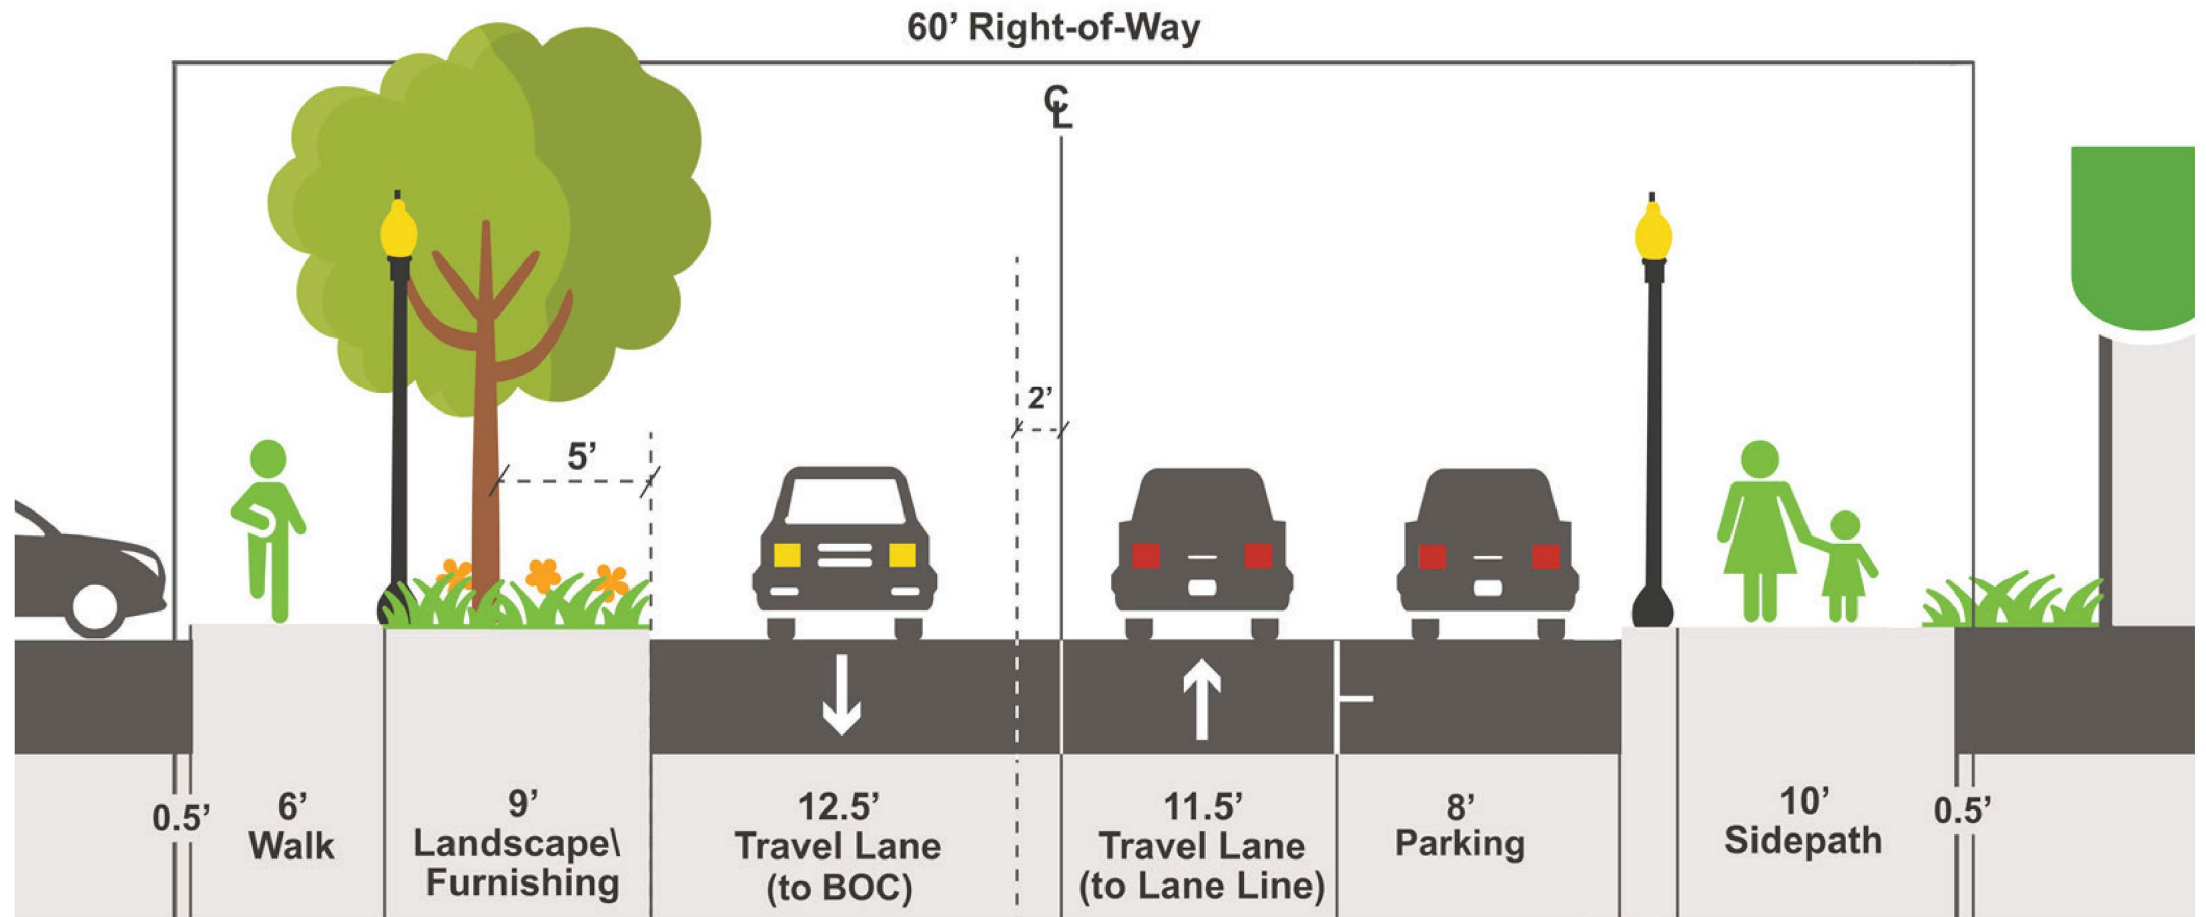 60’ Right-of-Way
℄
2’
5’
0.5’
6’
Walk
9’
Landscape\
Furnishing
12.5’
Travel Lane
(to BOC)
11.5’
Travel Lane
(to Lane Line)
8’
Parking
10’
Sidepath
0.5’